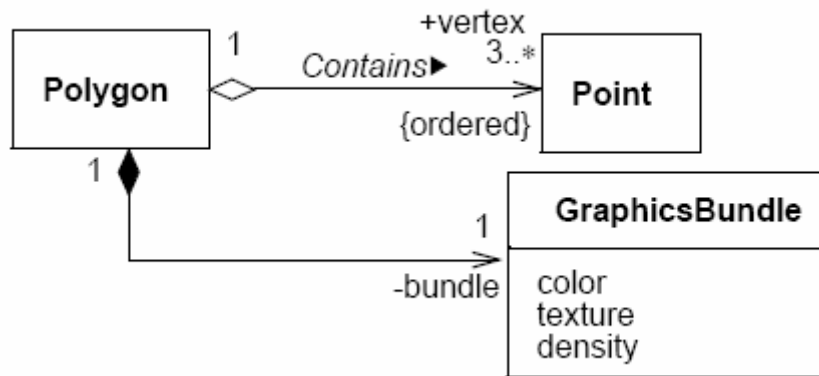 1
+vertex
3..*
Contains▶
Polygon
Point
{ordered}
1
GraphicsBundle
1
-bundle
color
texture
density